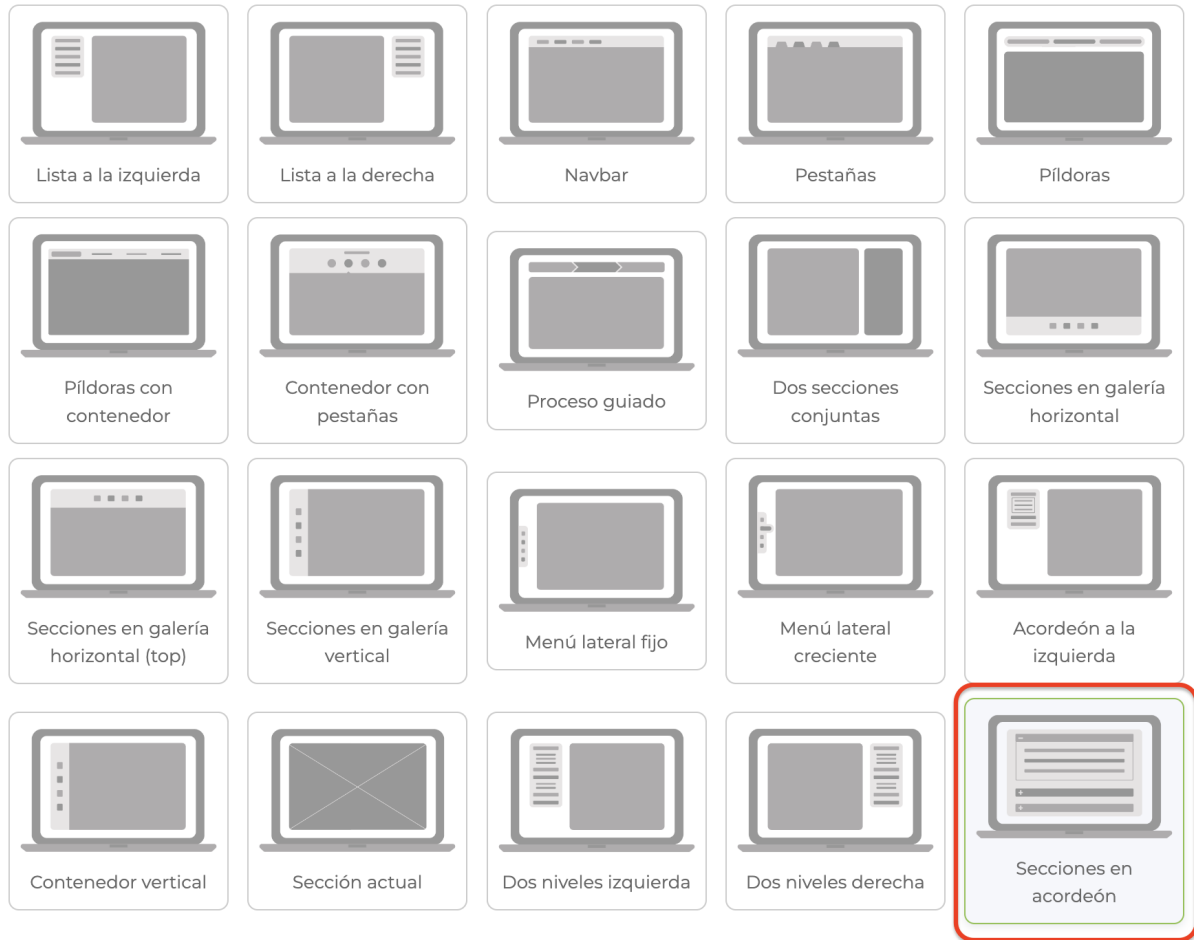 Lista a la izquierda
Lista a la derecha
Navbar
Pestañas
Píldoras
Píldoras con
contenedor
Contenedor con
pestañas
Proceso guiado
Dos secciones
conjuntas
Secciones en galería
horizontal
Secciones en galería
horizontal (top)
Secciones en galería
vertical
Menú lateral fijo
Menú lateral
creciente
Acordeón a la
izquierda
Contenedor vertical
Sección actual
Dos niveles izquierda
Dos niveles derecha
Secciones en
acordeón